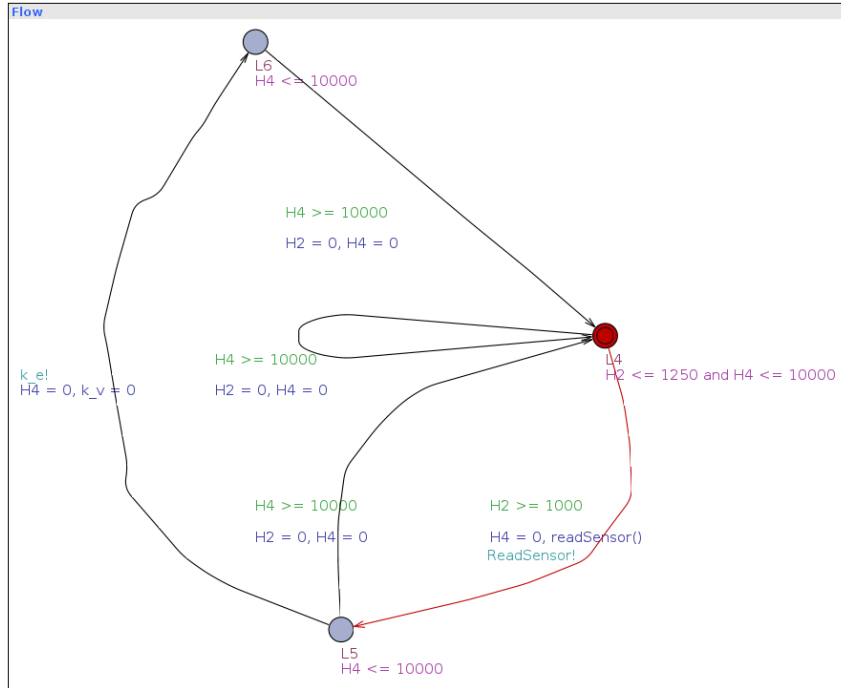 Flow
L6
H4 <= 10000
H4 >= 10000
H2 = 0, H4 = 0
L4
H2 <= 1250 and H4 <= 10000
H4 >= 10000
H2 = 0, H4 = 0
k_e!
H4 = 0, k_v = 0
H4 >= 10000
H2 = 0, H4 = 0
H2 >= 1000
H4 = 0, readSensor()
ReadSensor!
L5
H4 <= 10000